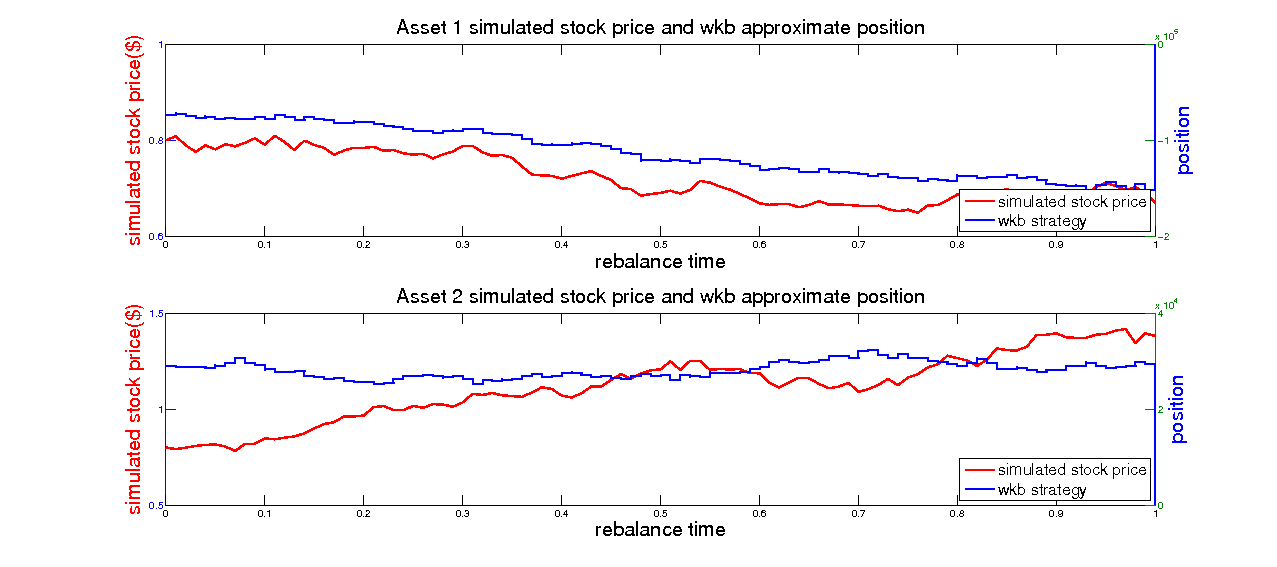 Asset 1 simulated stock price and wkb approximate position
x 10^5
simulated stock price($)
position
1
0.8
0.6
0
-1
-2
simulated stock price
wkb strategy
0 0.1 0.2 0.3 0.4 0.5 0.6 0.7 0.8 0.9 1
rebalance time
Asset 2 simulated stock price and wkb approximate position
x 10^4
simulated stock price($)
position
1.5
1
0.5
4
2
0
simulated stock price
wkb strategy
0 0.1 0.2 0.3 0.4 0.5 0.6 0.7 0.8 0.9 1
rebalance time